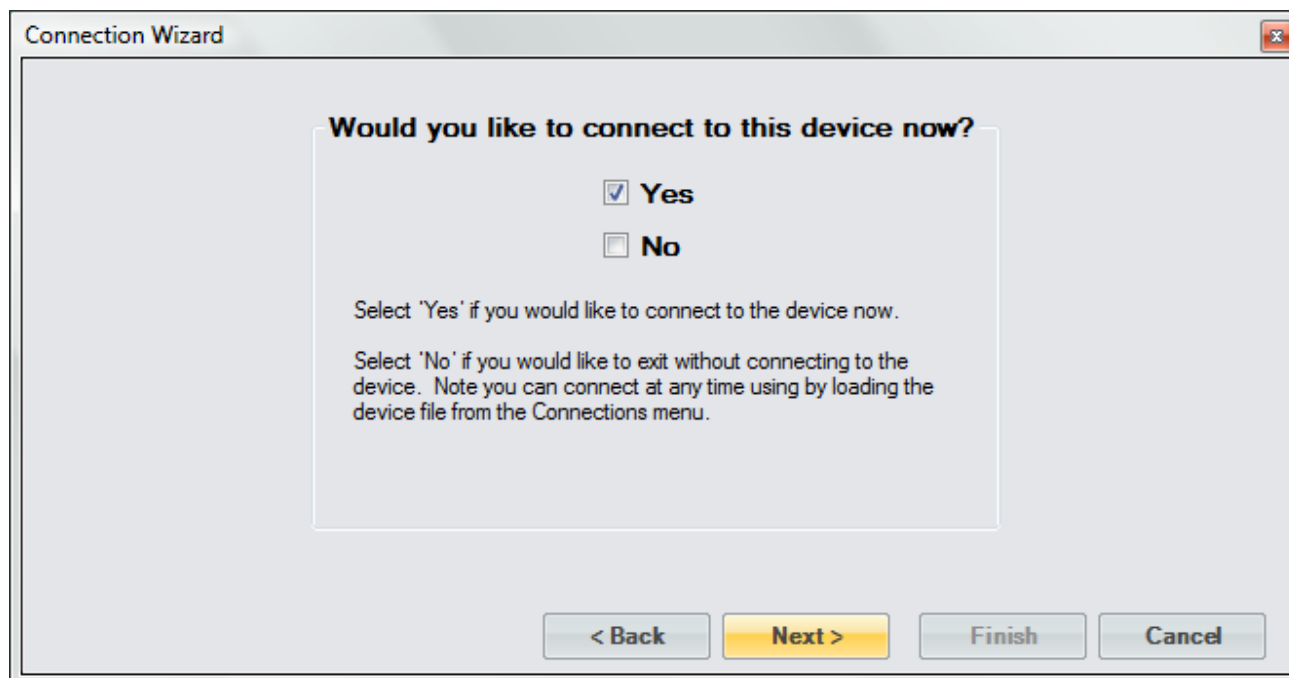 Connection Wizard
Would you like to connect to this device now?
Yes
No
Select 'Yes' if you would like to connect to the device now.
Select 'No' if you would like to exit without connecting to the
device.  Note you can connect at any time using by loading the
device file from the Connections menu.
< Back
Next >
Finish
Cancel